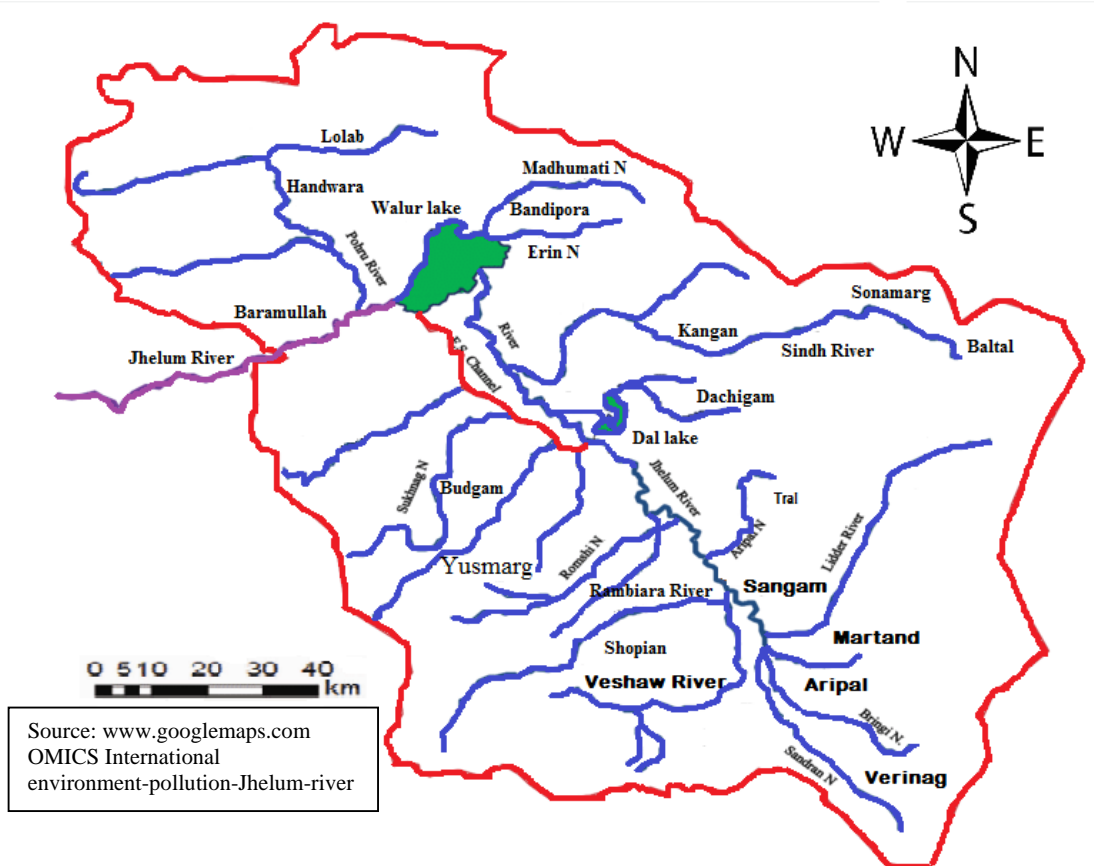 N
W
E
S
Lolab
Handwara
Madhumati N
Walur lake
Bandipora
Erin N
Pohru River
Baramullah
Jhelum River
River
F.S. Channel
Sonamarg
Kangan
Sindh River
Baltal
Dachigam
Dal lake
Jhelum River
Sukhnag N
Budgam
Tral
Aripal N
Lidder River
Yusmarg
Romshi N
Rambiara River
Sangam
Martand
Shopian
Veshaw River
Aripal
Bringi N.
Sandran N
Verinag
0 5 10 20 30 40
km
Source: www.googlemaps.com
OMICS International
environment-pollution-Jhelum-river